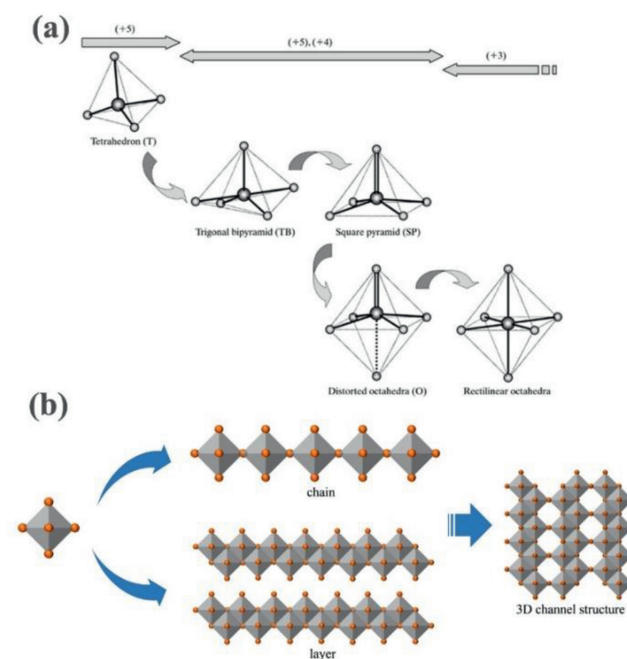 (a)
(+5)
(+5), (+4)
(+3)
Tetrahedron (T)
Trigonal bipyramid (TB)
Square pyramid (SP)
Distorted octahedra (O)
Rectilinear octahedra
(b)
chain
layer
3D channel structure